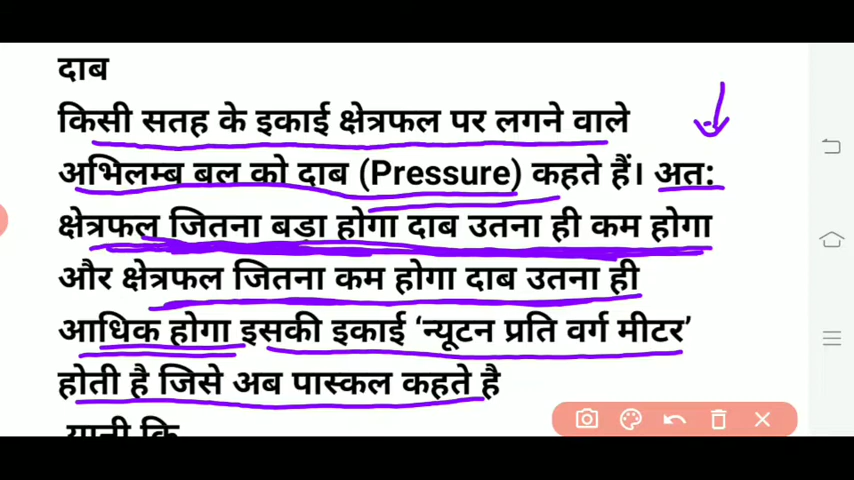 दाब
किसी सतह के इकाई क्षेत्रफल पर लगने वाले
अभिलम्ब बल को दाब (Pressure) कहते हैं। अत:
क्षेत्रफल जितना बड़ा होगा दाब उतना ही कम होगा
और क्षेत्रफल जितना कम होगा दाब उतना ही
आधिक होगा इसकी इकाई ‘न्यूटन प्रति वर्ग मीटर’
होती है जिसे अब पास्कल कहते है
यानी कि